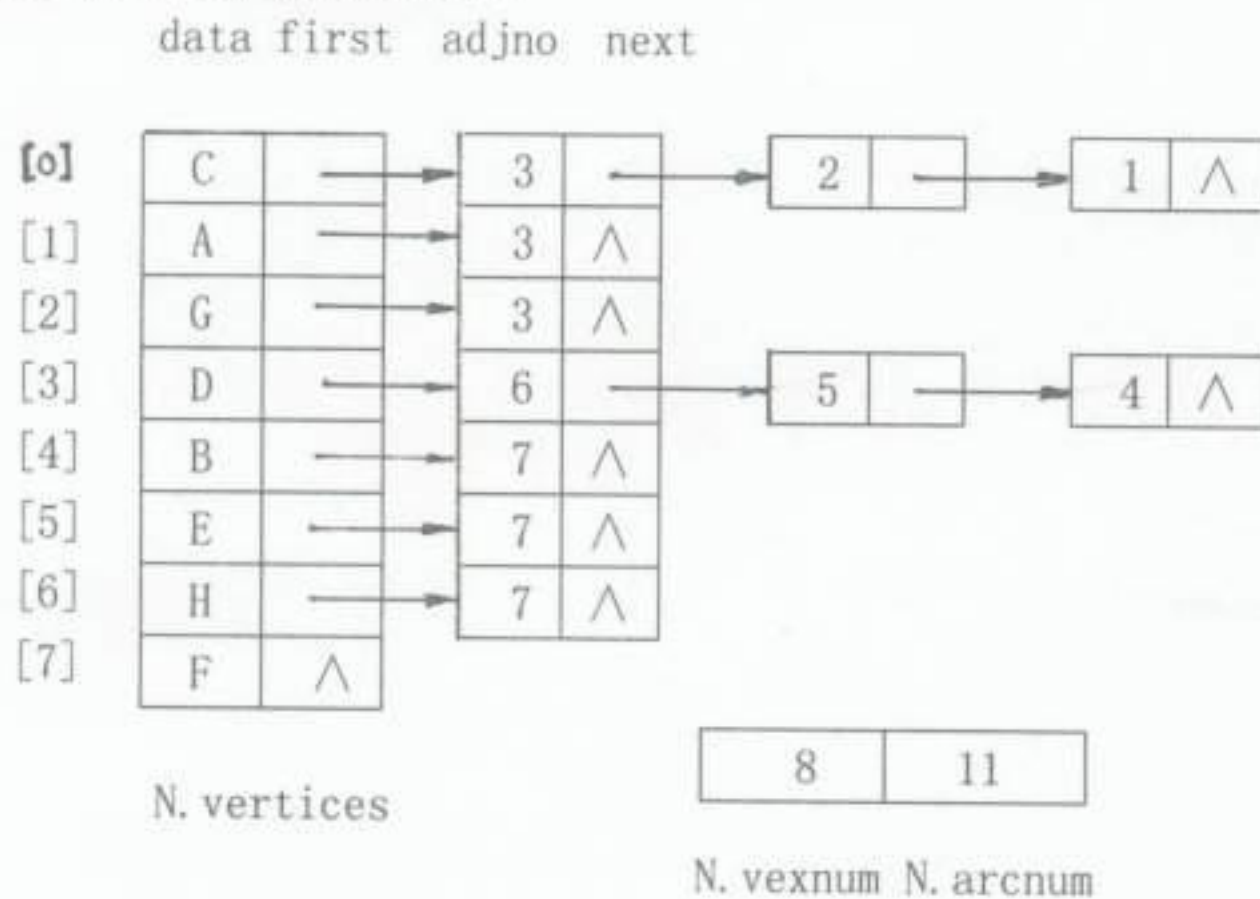 data first adjno next
[0] C 3 2 1 ∧
[1] A 3 ∧
[2] G 3 ∧
[3] D 6 5 4 ∧
[4] B 7 ∧
[5] E 7 ∧
[6] H 7 ∧
[7] F ∧
8 11
N. vertices
N. vexnum N. arcnum